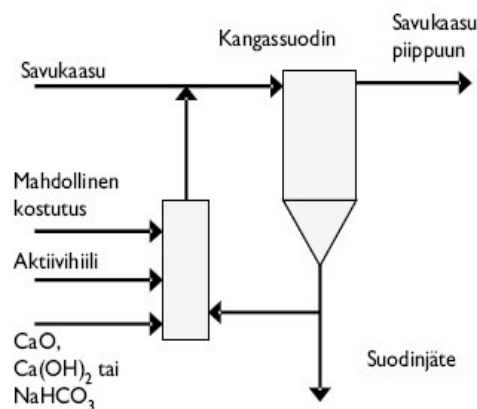 Kangassuodin
Savukaasu
piippuun
Savukaasu
Mahdollinen
kostutus
Aktiivihiili
CaO,
Ca(OH)₂ tai
NaHCO₃
Suodinjäte